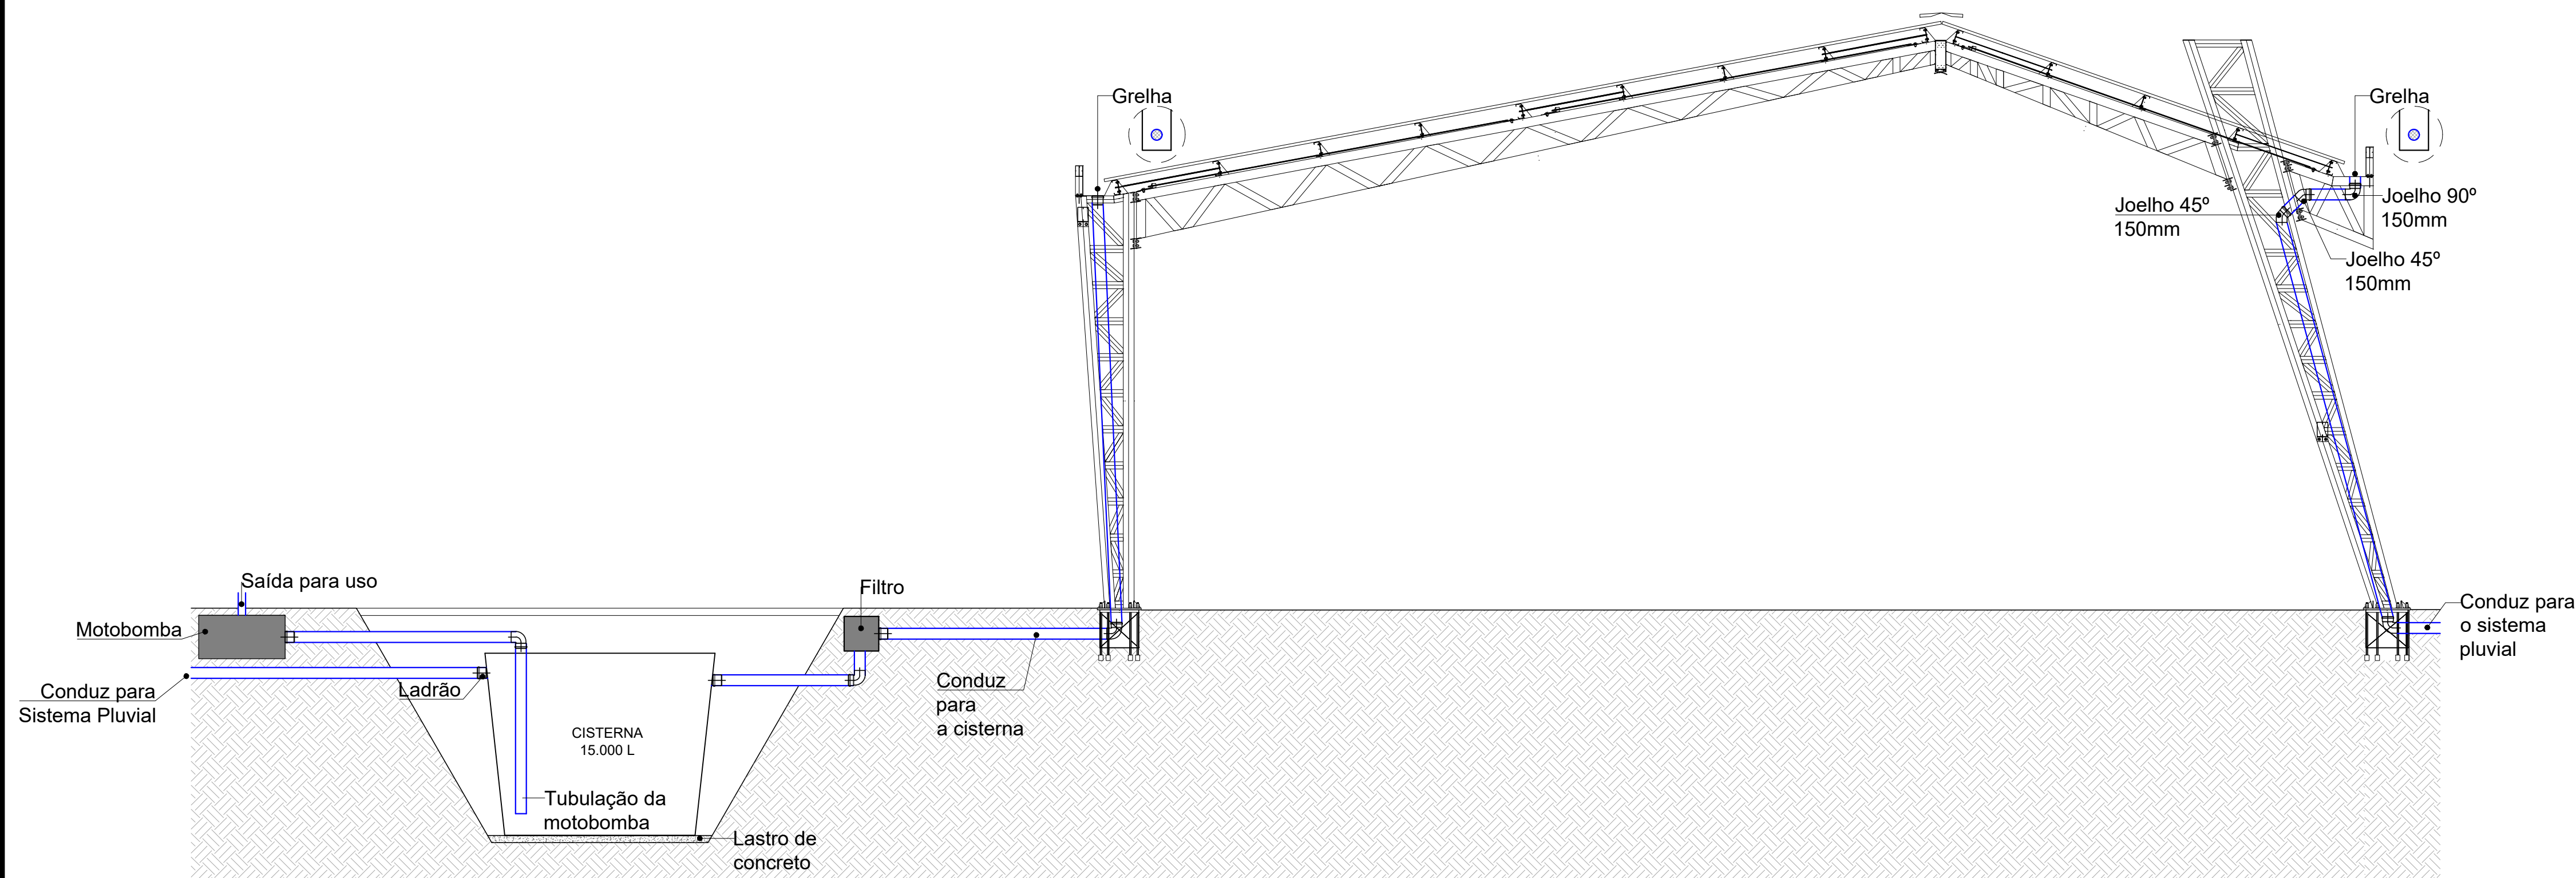 Grelha
Grelha
Joelho 45º
150mm
Joelho 90º
150mm
Joelho 45º
150mm
Saída para uso
Motobomba
Filtro
Conduz para
o sistema
pluvial
Conduz para
Sistema Pluvial
Ladrão
Conduz
para
a cisterna
CISTERNA
15.000 L
Tubulação da
motobomba
Lastro de
concreto